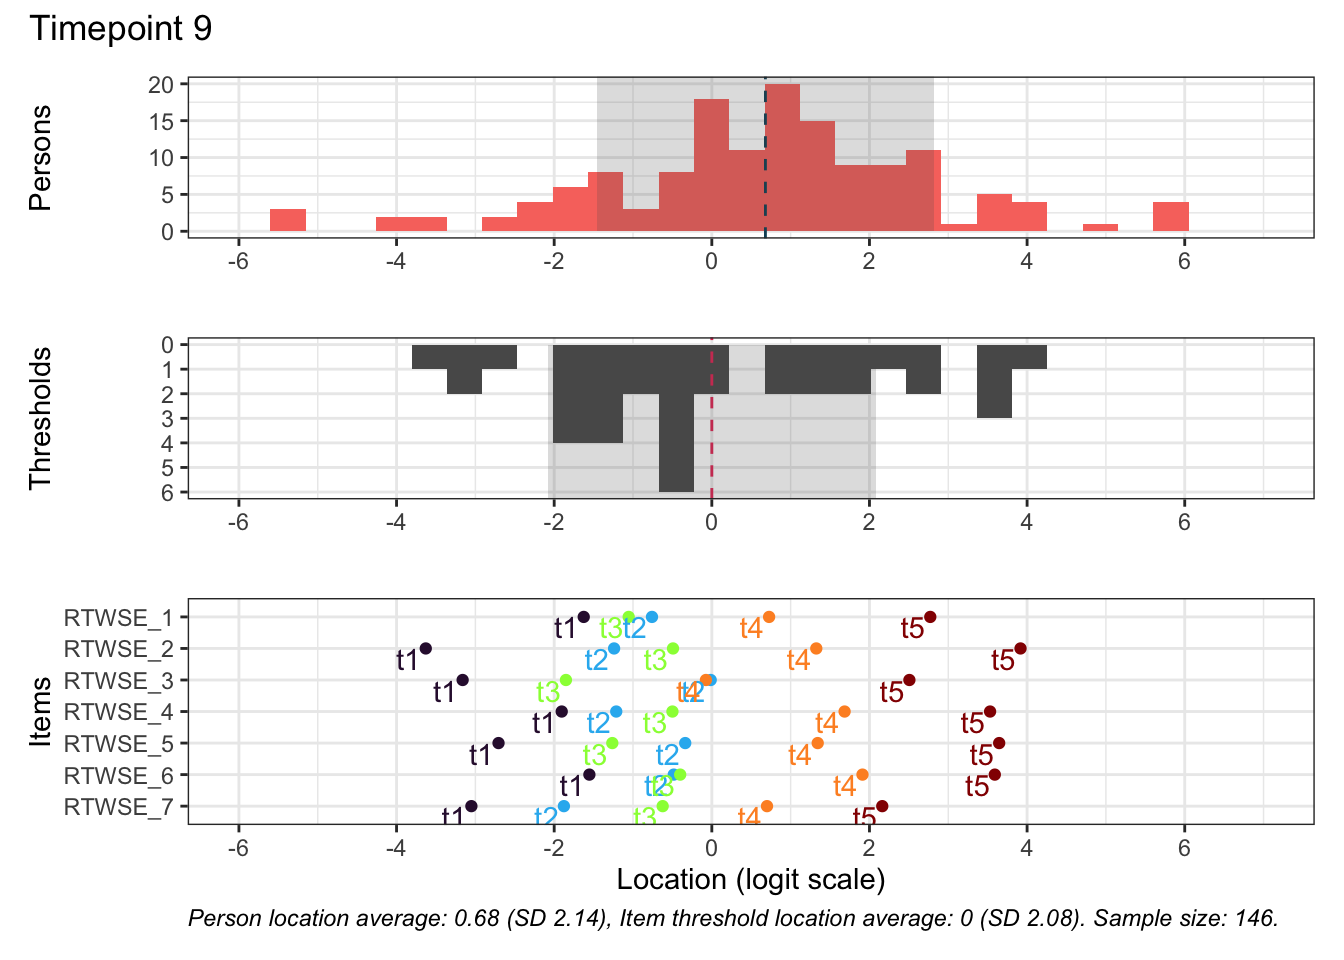 Timepoint 9
Persons
20
15
10
5
0
-6 -4 -2 0 2 4 6
Thresholds
0
1
2
3
4
5
6
-6 -4 -2 0 2 4 6
Items
RTWSE_1 t1 t3 t2 t4 t5
RTWSE_2 t1 t2 t3 t4 t5
RTWSE_3 t1 t3 t4 t2 t5
RTWSE_4 t1 t2 t3 t4 t5
RTWSE_5 t1 t3 t2 t4 t5
RTWSE_6 t1 t2 t3 t4 t5
RTWSE_7 t1 t2 t3 t4 t5
-6 -4 -2 0 2 4 6
Location (logit scale)
Person location average: 0.68 (SD 2.14), Item threshold location average: 0 (SD 2.08). Sample size: 146.